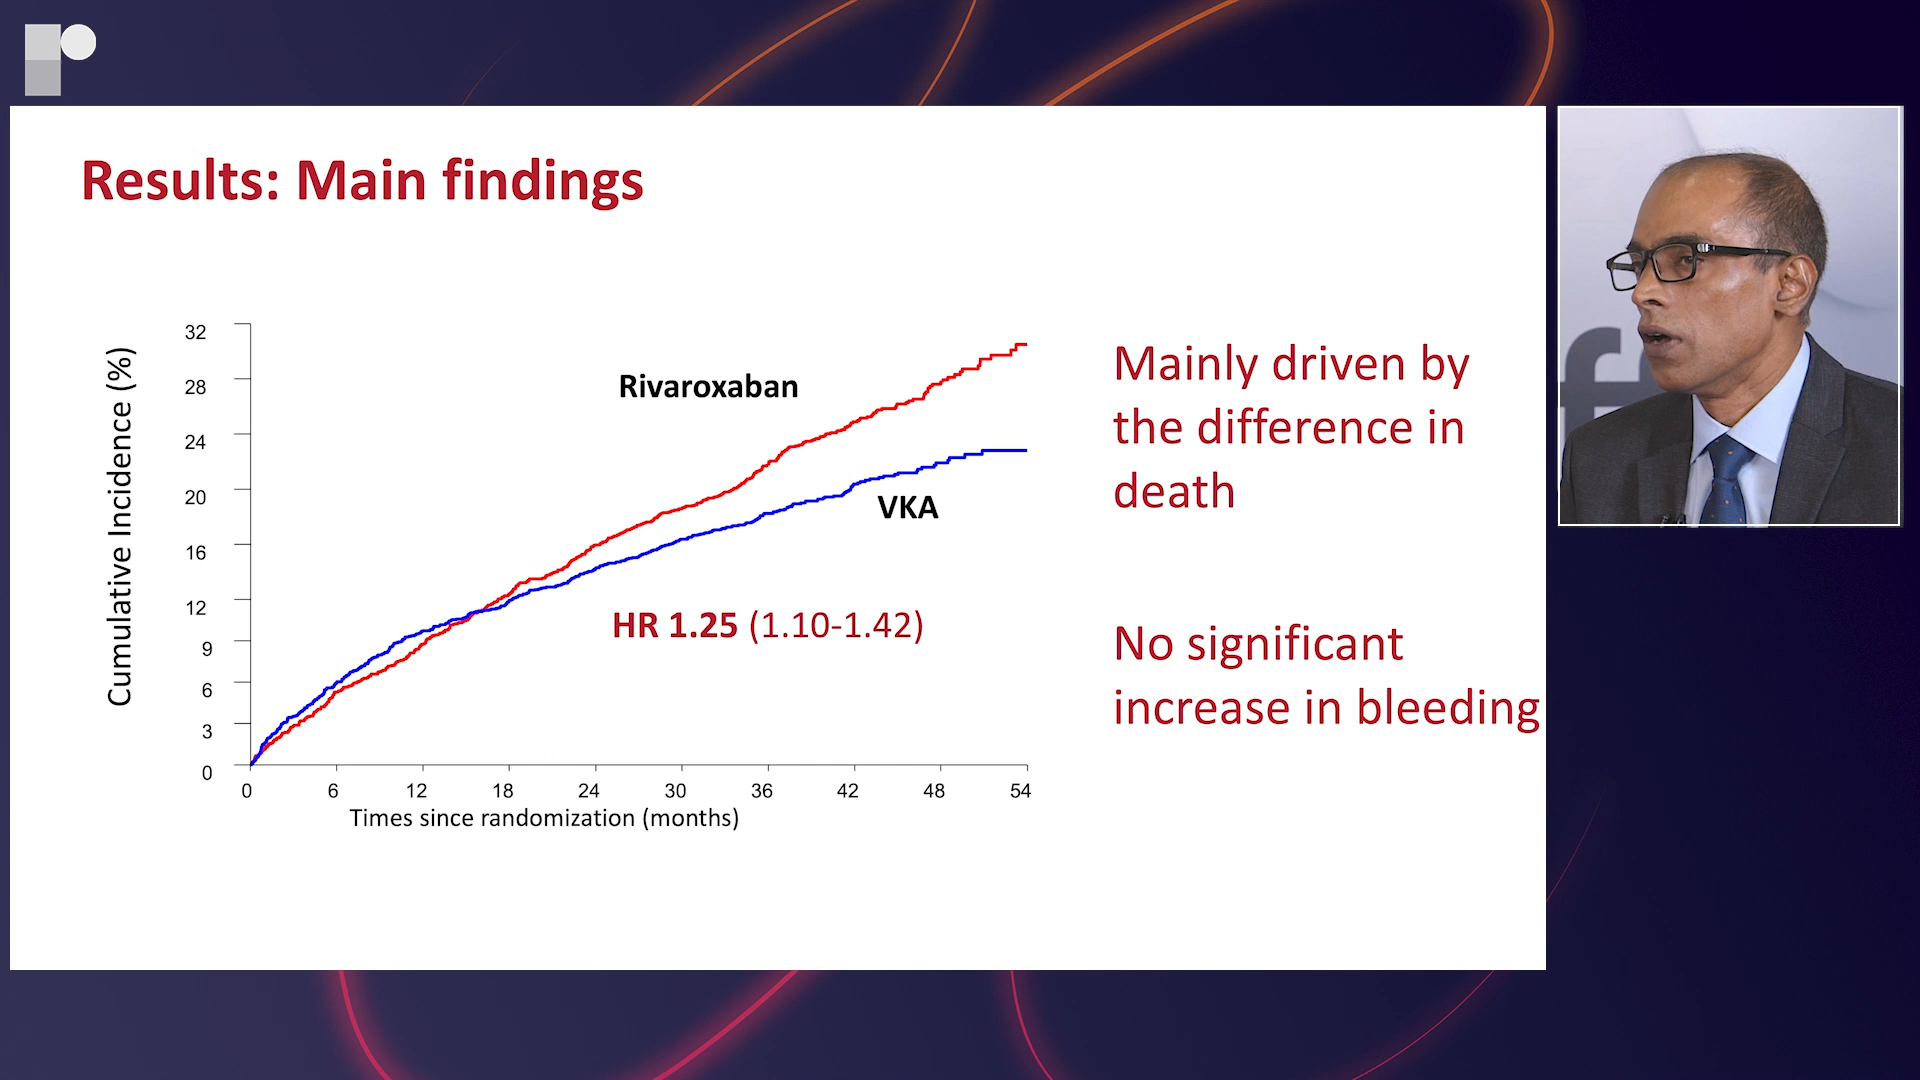 Results: Main findings
Cumulative Incidence (%)
32
28
24
20
16
12
9
6
3
0
0 6 12 18 24 30 36 42 48 54
Times since randomization (months)
Rivaroxaban
VKA
HR 1.25 (1.10-1.42)
Mainly driven by
the difference in
death
No significant
increase in bleeding